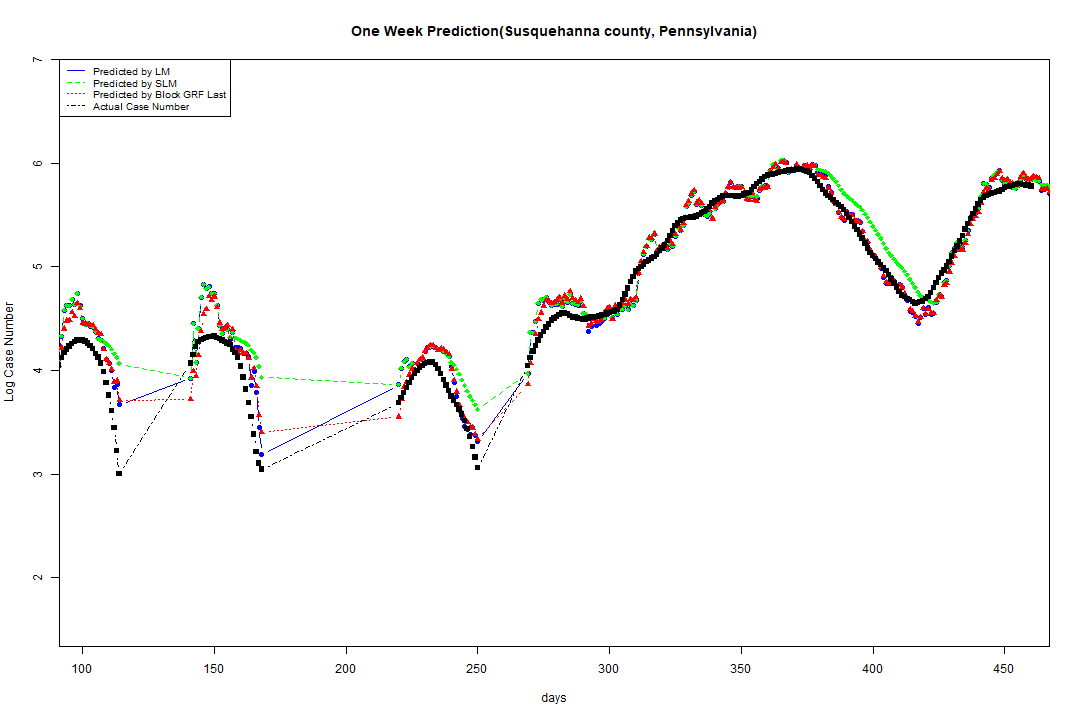 One Week Prediction(Susquehanna county, Pennsylvania)
Predicted by LM
Predicted by SLM
Predicted by Block GRF Last
Actual Case Number
7
6
5
4
3
2
Log Case Number
100 150 200 250 300 350 400 450
days